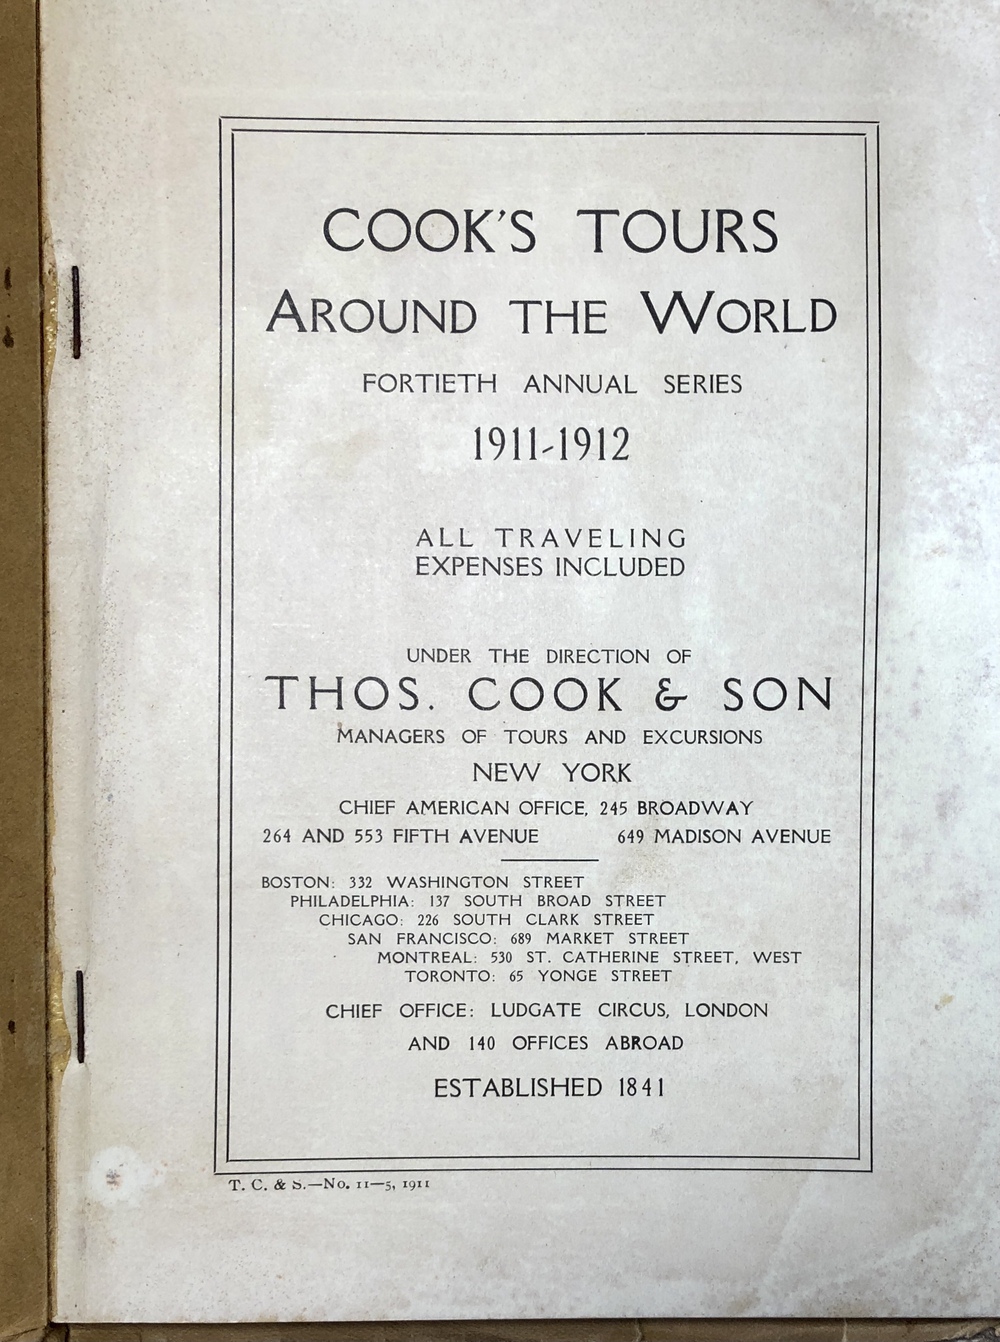 COOK'S TOURS
AROUND THE WORLD
FORTIETH ANNUAL SERIES
1911-1912
ALL TRAVELING
EXPENSES INCLUDED
UNDER THE DIRECTION OF
THOS. COOK & SON
MANAGERS OF TOURS AND EXCURSIONS
NEW YORK
CHIEF AMERICAN OFFICE, 245 BROADWAY
264 AND 553 FIFTH AVENUE 649 MADISON AVENUE
BOSTON: 332 WASHINGTON STREET
PHILADELPHIA: 137 SOUTH BROAD STREET
CHICAGO: 226 SOUTH CLARK STREET
SAN FRANCISCO: 689 MARKET STREET
MONTREAL: 530 ST. CATHERINE STREET, WEST
TORONTO: 65 YONGE STREET
CHIEF OFFICE: LUDGATE CIRCUS, LONDON
AND 140 OFFICES ABROAD
ESTABLISHED 1841
T. C. & S.—No. 11—5, 1911